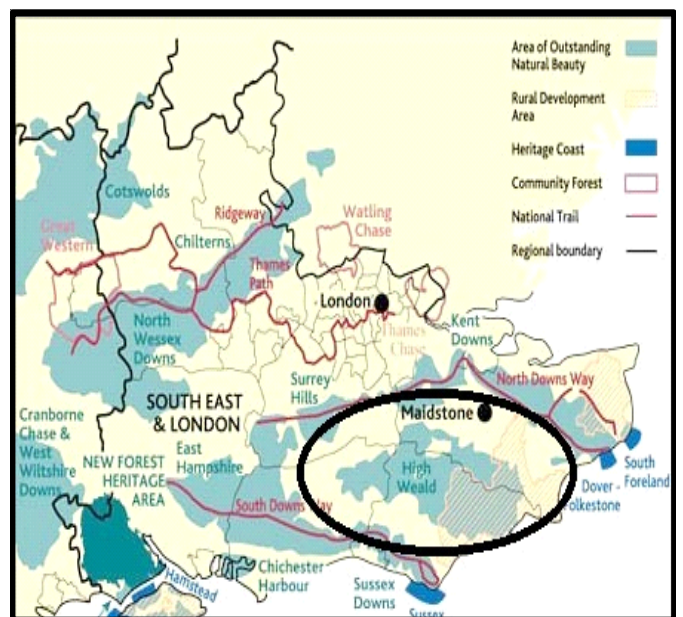 Area of Outstanding
Natural Beauty
Rural Development
Area
Heritage Coast
Community Forest
National Trail
Regional boundary
Cotswolds
Ridgeway
Watling
Chase
Great
Western
Chilterns
Thames
Path
London
Thames
Chase
Kent
Downs
North
Wessex
Downs
Surrey
Hills
North Downs Way
SOUTH EAST
& LONDON
Maidstone
Cranborne
Chase &
West
Wiltshire
Downs
NEW FOREST
HERITAGE
AREA
East
Hampshire
High
Weald
South
Foreland
Dover -
Folkestone
South Downs Way
Chichester
Harbour
Hamstead
Sussex
Downs
Sussex